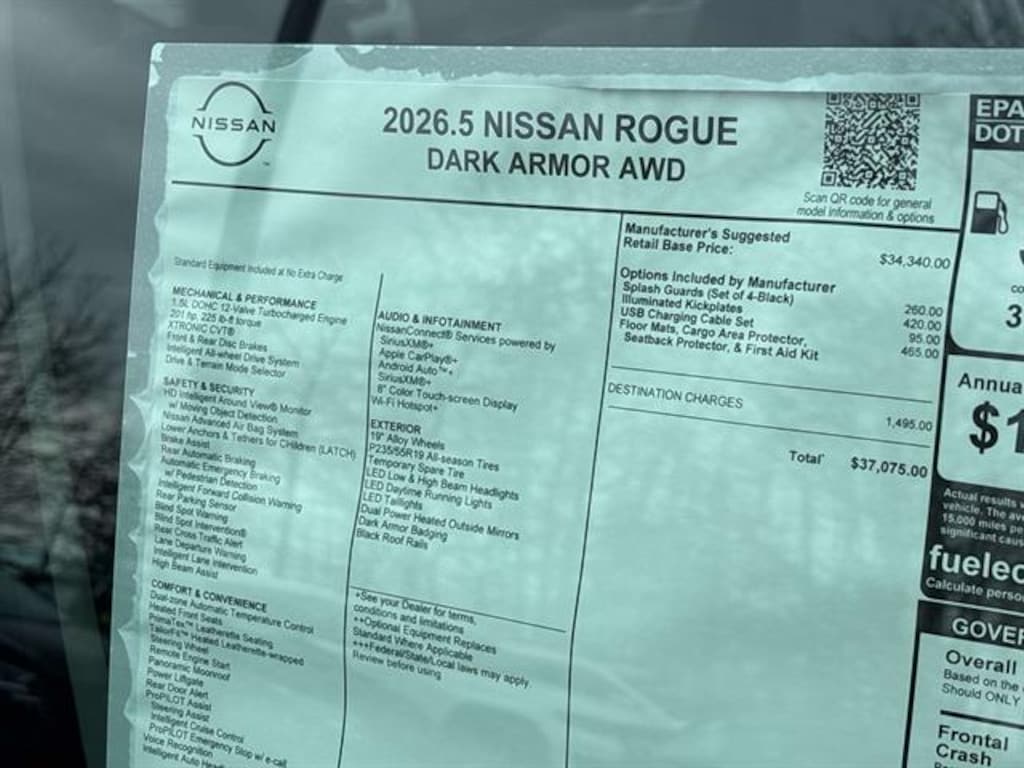 NISSAN
2026.5 NISSAN ROGUE
DARK ARMOR AWD
Scan QR code for general
model information & options
Standard Equipment Included at No Extra Charge
MECHANICAL & PERFORMANCE
1.5L DOHC 12-Valve Turbocharged Engine
201 hp, 225 lb-ft torque
XTRONIC CVT®
Front & Rear Disc Brakes
Intelligent All-wheel Drive System
Drive & Terrain Mode Selector
SAFETY & SECURITY
HD Intelligent Around View® Monitor
w/ Moving Object Detection
Nissan Advanced Air Bag System
Lower Anchors & Tethers for CHildren (LATCH)
Brake Assist
Rear Automatic Braking
Automatic Emergency Braking
w/ Pedestrian Detection
Intelligent Forward Collision Warning
Rear Parking Sensor
Blind Spot Warning
Blind Spot Intervention®
Rear Cross Traffic Alert
Lane Departure Warning
Intelligent Lane Intervention
High Beam Assist
COMFORT & CONVENIENCE
Dual-zone Automatic Temperature Control
Heated Front Seats
PrimaTex™ Leatherette Seating
TailorFit™ Heated Leatherette-wrapped
Steering Wheel
Remote Engine Start
Panoramic Moonroof
Power Liftgate
Rear Door Alert
ProPILOT Assist
Steering Assist
Intelligent Cruise Control
ProPILOT Emergency Stop w/ e-call
Voice Recognition
Intelligent Auto
AUDIO & INFOTAINMENT
NissanConnect® Services powered by
SiriusXM®+
Apple CarPlay®+
Android Auto™+
SiriusXM®+
8" Color Touch-screen Display
Wi-Fi Hotspot+
EXTERIOR
19" Alloy Wheels
P235/55R19 All-season Tires
Temporary Spare Tire
LED Low & High Beam Headlights
LED Daytime Running Lights
LED Taillights
Dual Power Heated Outside Mirrors
Dark Armor Badging
Black Roof Rails
+See your Dealer for terms,
conditions and limitations
++Optional Equipment Replaces
Standard Where Applicable
+++Federal/State/Local laws may apply.
Review before using
Manufacturer's Suggested
Retail Base Price: $34,340.00
Options Included by Manufacturer
Splash Guards (Set of 4-Black) 260.00
Illuminated Kickplates 420.00
USB Charging Cable Set 95.00
Floor Mats, Cargo Area Protector, 465.00
Seatback Protector, & First Aid Kit
DESTINATION CHARGES 1,495.00
Total* $37,075.00
EPA
DOT
co
3
Annua
$1
Actual results
vehicle. The
15,000 miles pe
significant caus
fuelec
Calculate perso
GOVER
Overall
Based on the
Should ONLY
Frontal
Crash